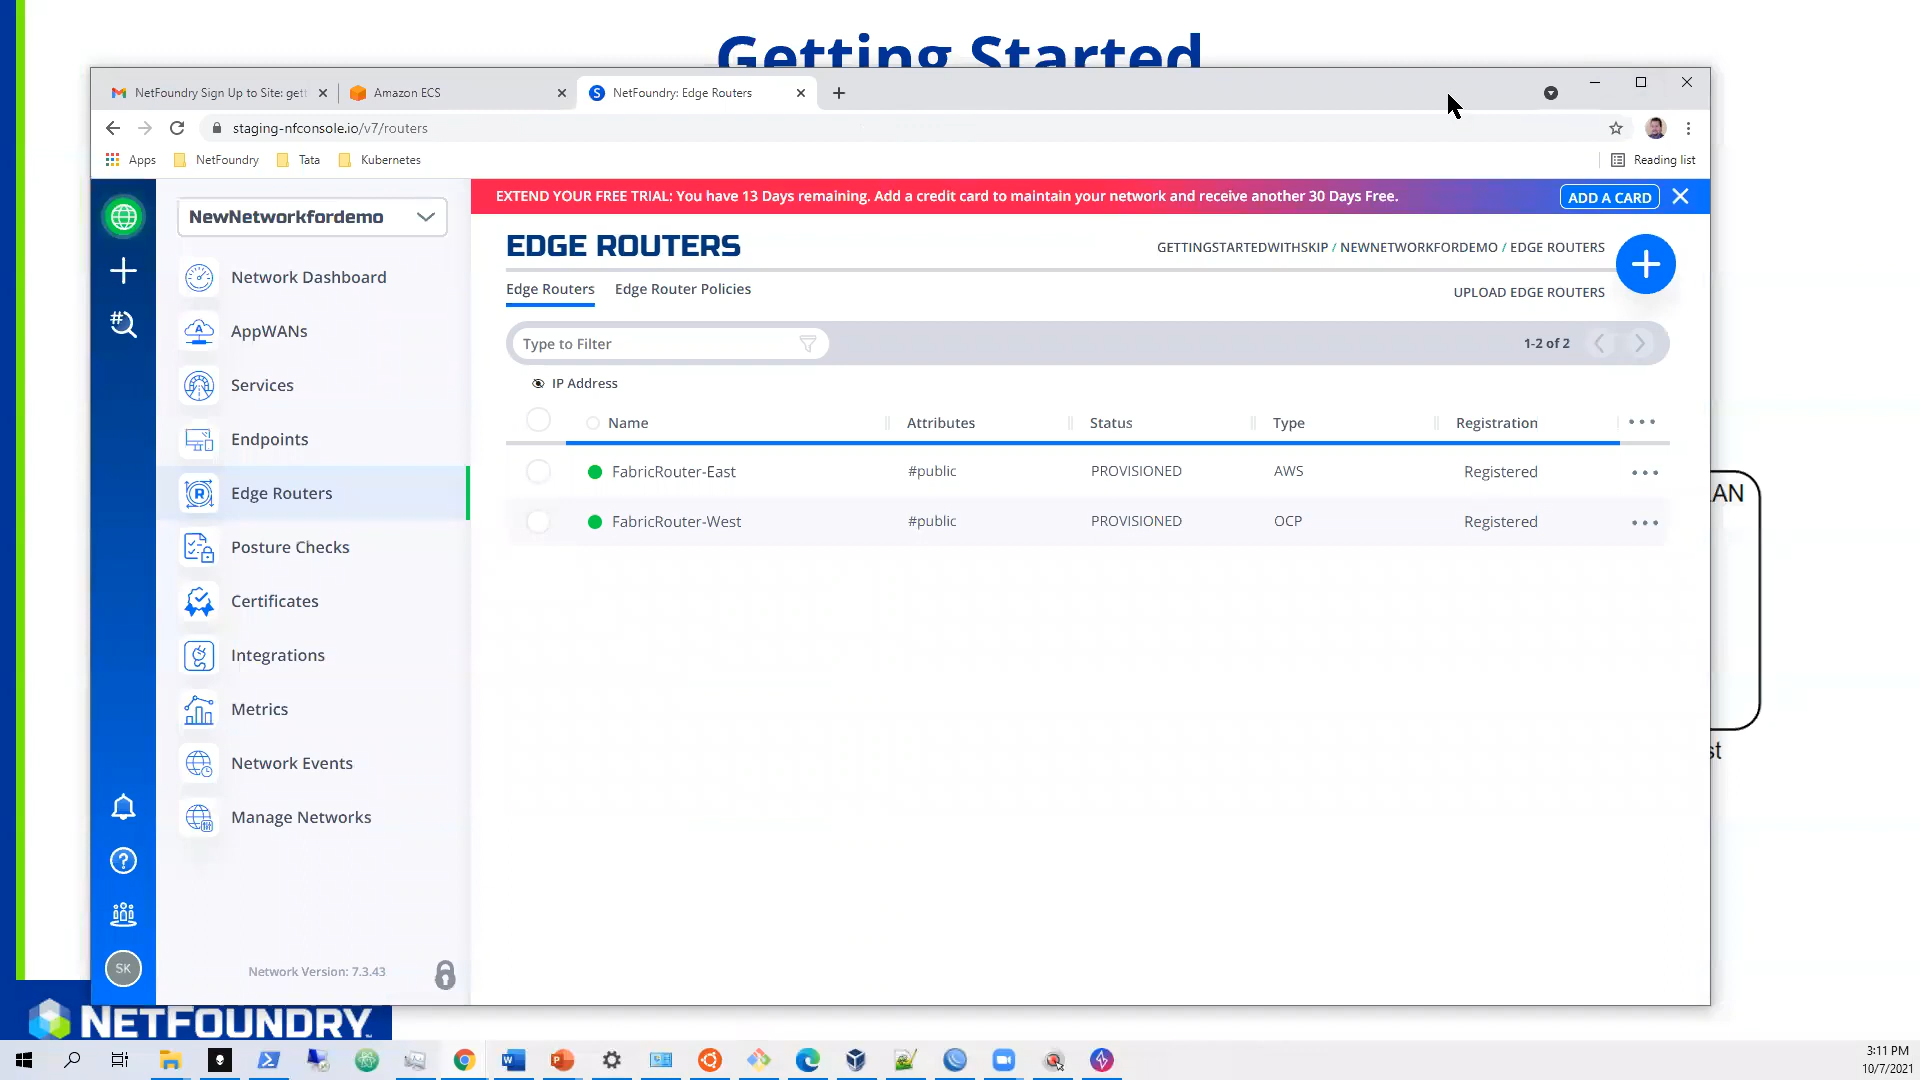 Getting Started
NetFoundry Sign Up to Site: get
Amazon ECS
NetFoundry: Edge Routers
staging-nfconsole.io/v7/routers
Apps
NetFoundry
Tata
Kubernetes
Reading list
NewNetworkfordemo
EXTEND YOUR FREE TRIAL: You have 13 Days remaining. Add a credit card to maintain your network and receive another 30 Days Free.
ADD A CARD
EDGE ROUTERS
GETTINGSTARTEDWITHSKIP / NEWNETWORKFORDEMO / EDGE ROUTERS
Edge Routers
Edge Router Policies
UPLOAD EDGE ROUTERS
Type to Filter
1-2 of 2
IP Address
Name Attributes Status Type Registration
FabricRouter-East #public PROVISIONED AWS Registered
FabricRouter-West #public PROVISIONED OCP Registered
Network Dashboard
AppWANs
Services
Endpoints
Edge Routers
Posture Checks
Certificates
Integrations
Metrics
Network Events
Manage Networks
SK
Network Version: 7.3.43
AN
st
NETFOUNDRY
3:11 PM
10/7/2021